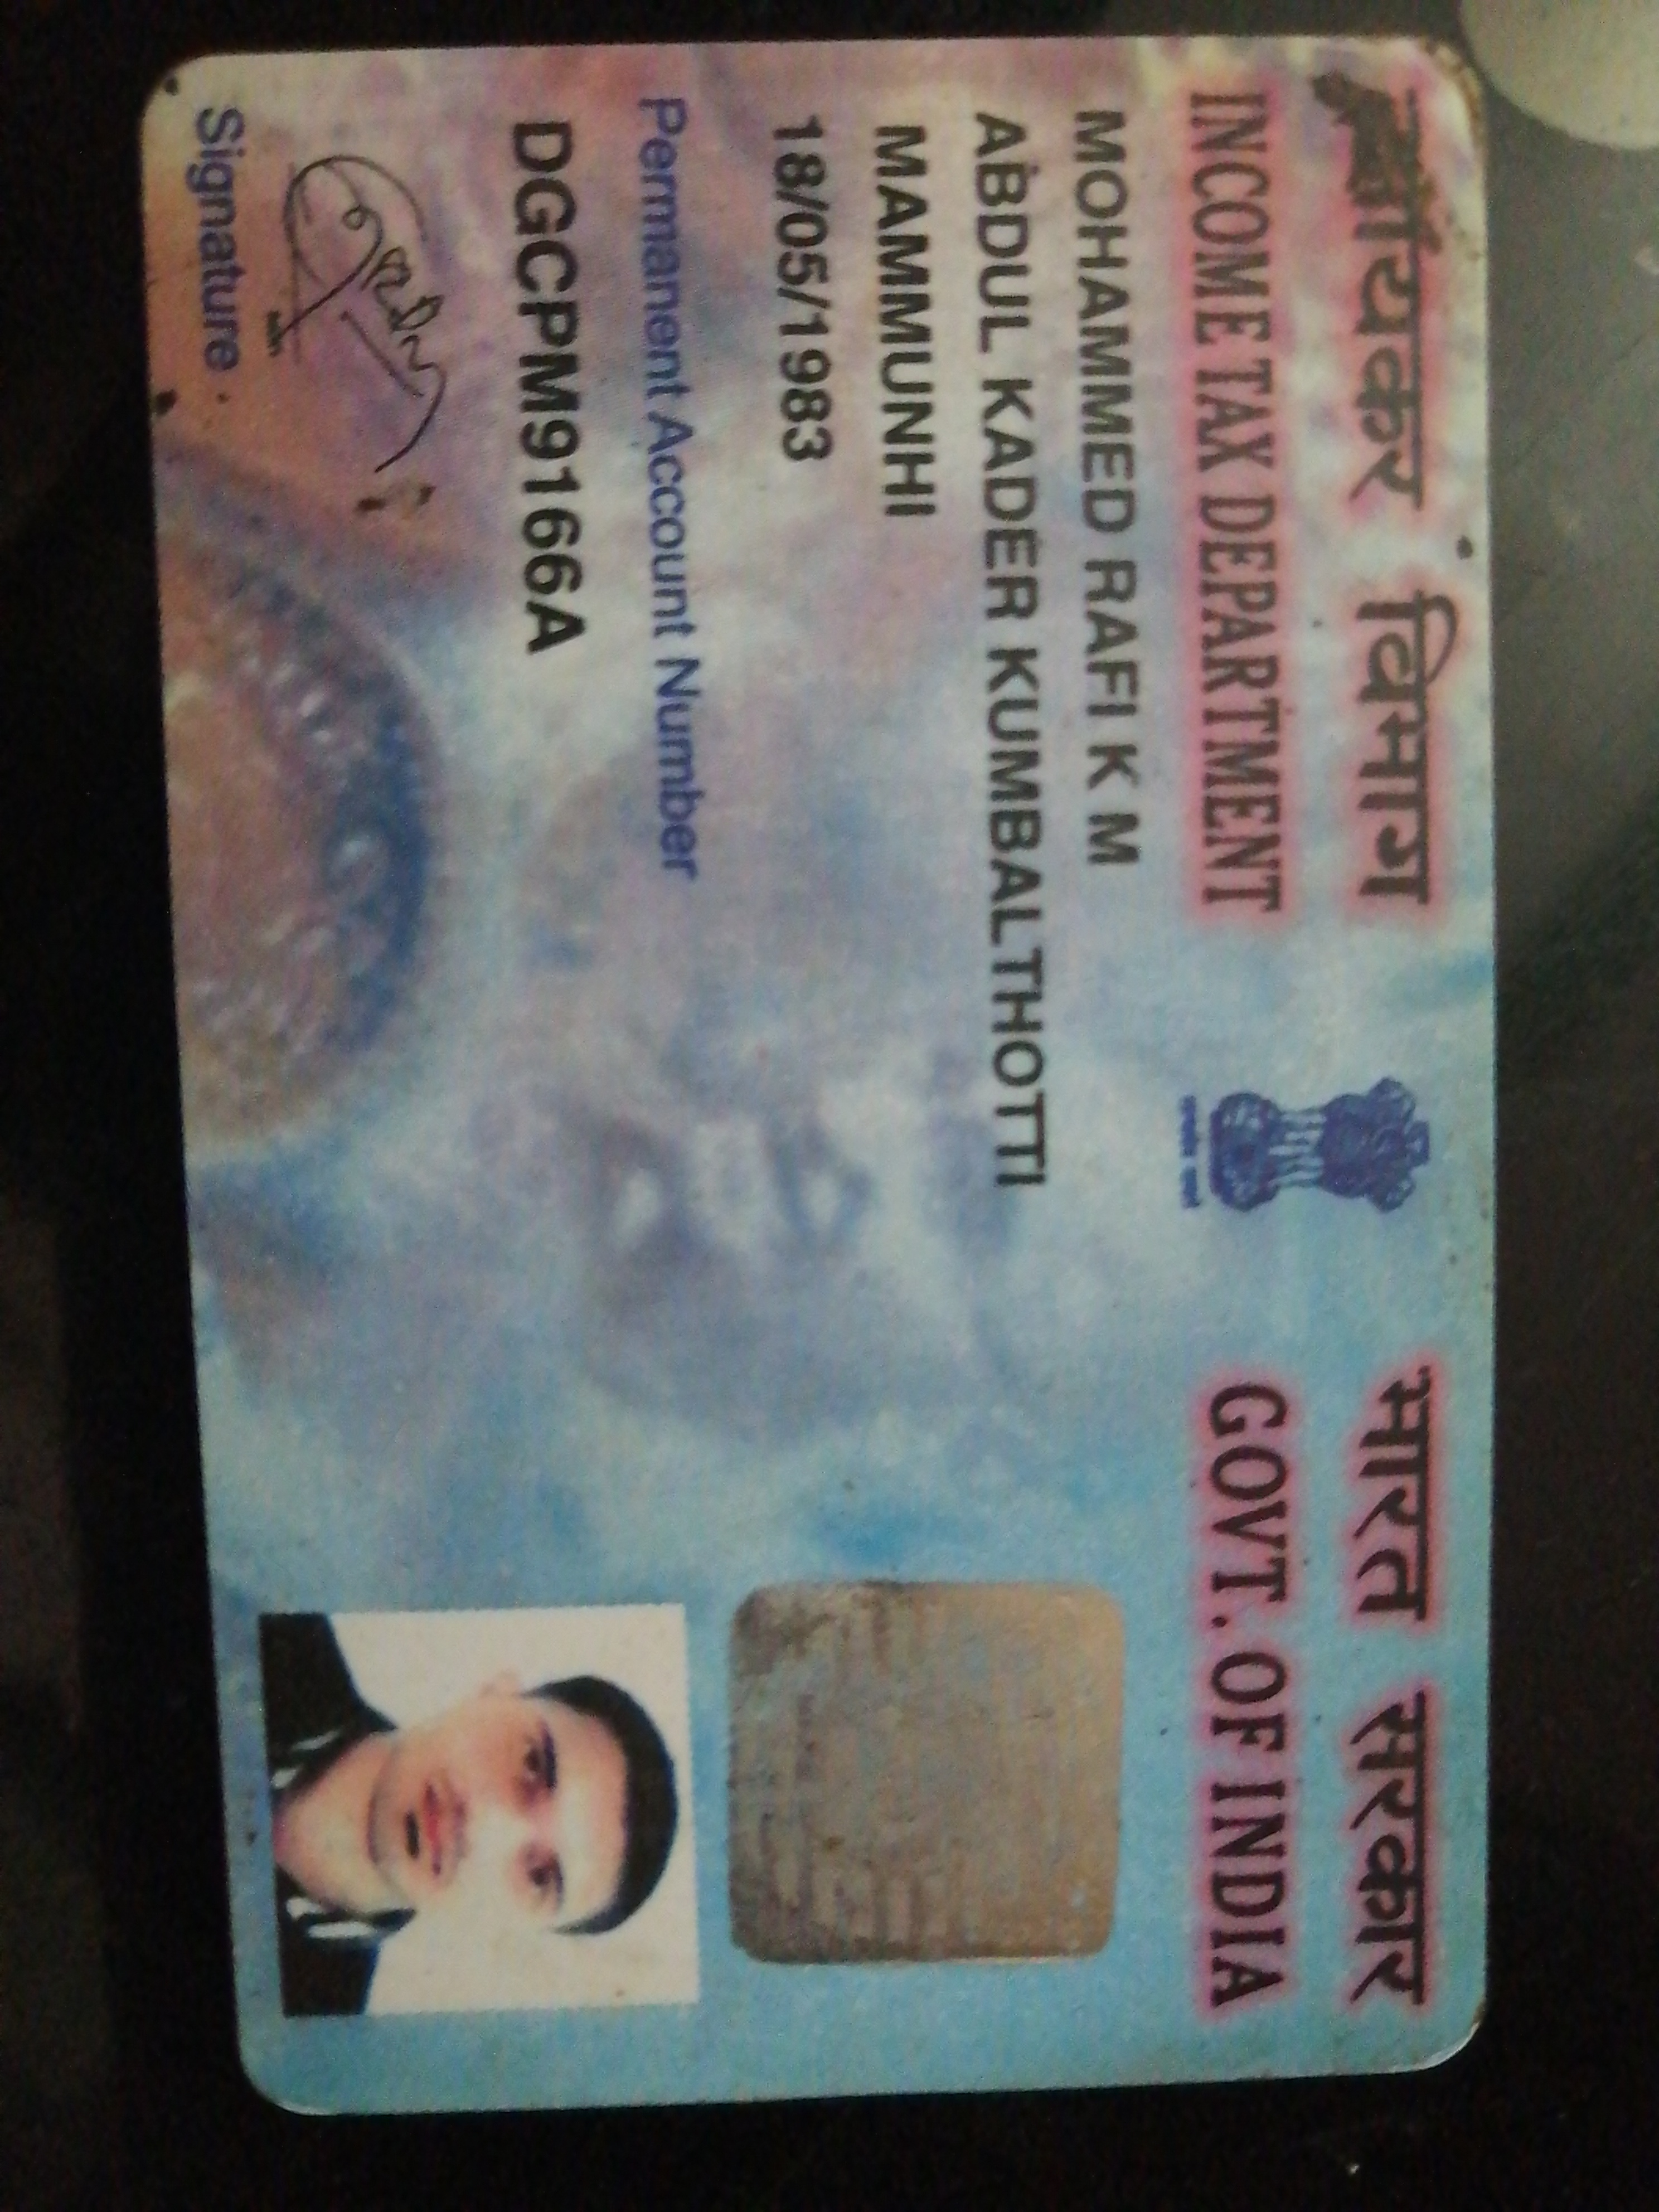 आयकर विभाग
INCOME TAX DEPARTMENT
भारत सरकार
GOVT. OF INDIA
MOHAMMED RAFI K M
ABDUL KADER KUMBALTHOTTI
MAMMUNHI
18/05/1983
Permanent Account Number
DGCPM9166A
Signature